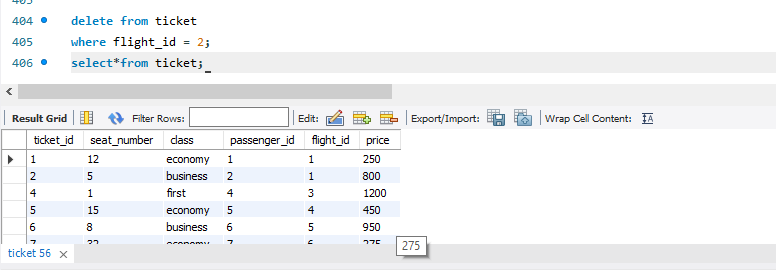 404 delete from ticket
405 where flight_id = 2;
406 select*from ticket;
Result Grid Filter Rows: Edit: Export/Import: Wrap Cell Content: IA
ticket_id seat_number class passenger_id flight_id price
1 12 economy 1 1 250
2 5 business 2 1 800
4 1 first 4 3 1200
5 15 economy 5 4 450
6 8 business 6 5 950
7 32 economy 7 6 275
275
ticket 56